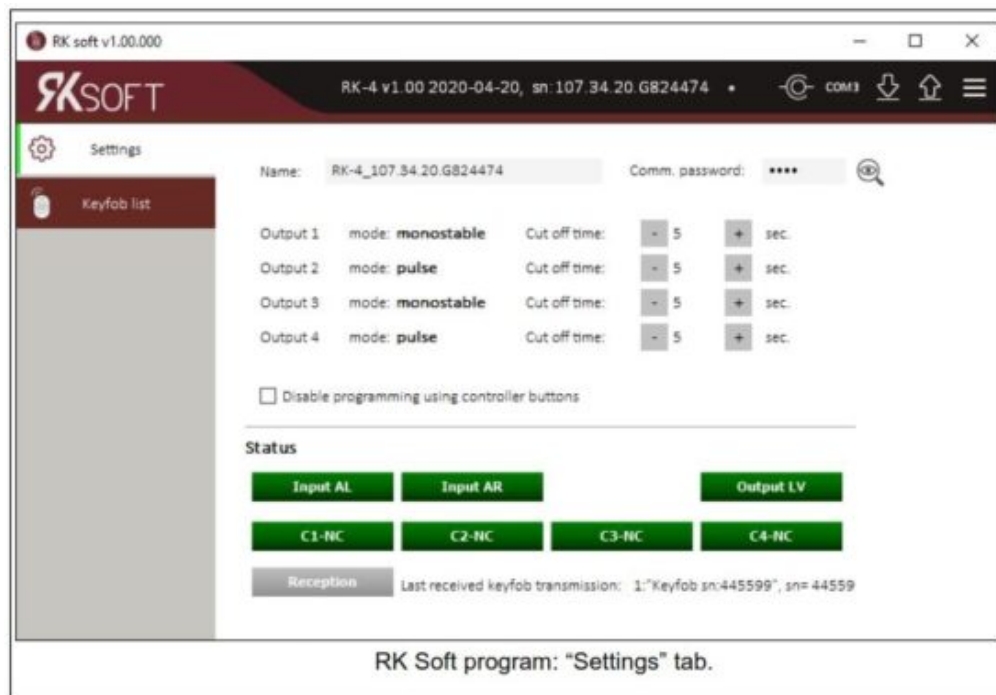 RK soft v1.00.000
RKSOFT RK-4 v1.00 2020-04-20, sn:107.34.20.G824474 • COM3
Settings
Keyfob list
Name: RK-4_107.34.20.G824474 Comm. password: ••••
Output 1 mode: monostable Cut off time: - 5 + sec.
Output 2 mode: pulse Cut off time: - 5 + sec.
Output 3 mode: monostable Cut off time: - 5 + sec.
Output 4 mode: pulse Cut off time: - 5 + sec.
Disable programming using controller buttons
Status
Input AL Input AR Output LV
C1-NC C2-NC C3-NC C4-NC
Reception Last received keyfob transmission: 1:"Keyfob sn:445599", sn= 44559
RK Soft program: “Settings” tab.